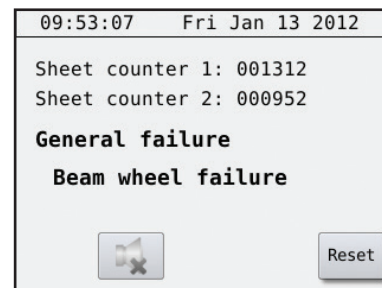 09:53:07 Fri Jan 13 2012
Sheet counter 1: 001312
Sheet counter 2: 000952
General failure
Beam wheel failure
Reset